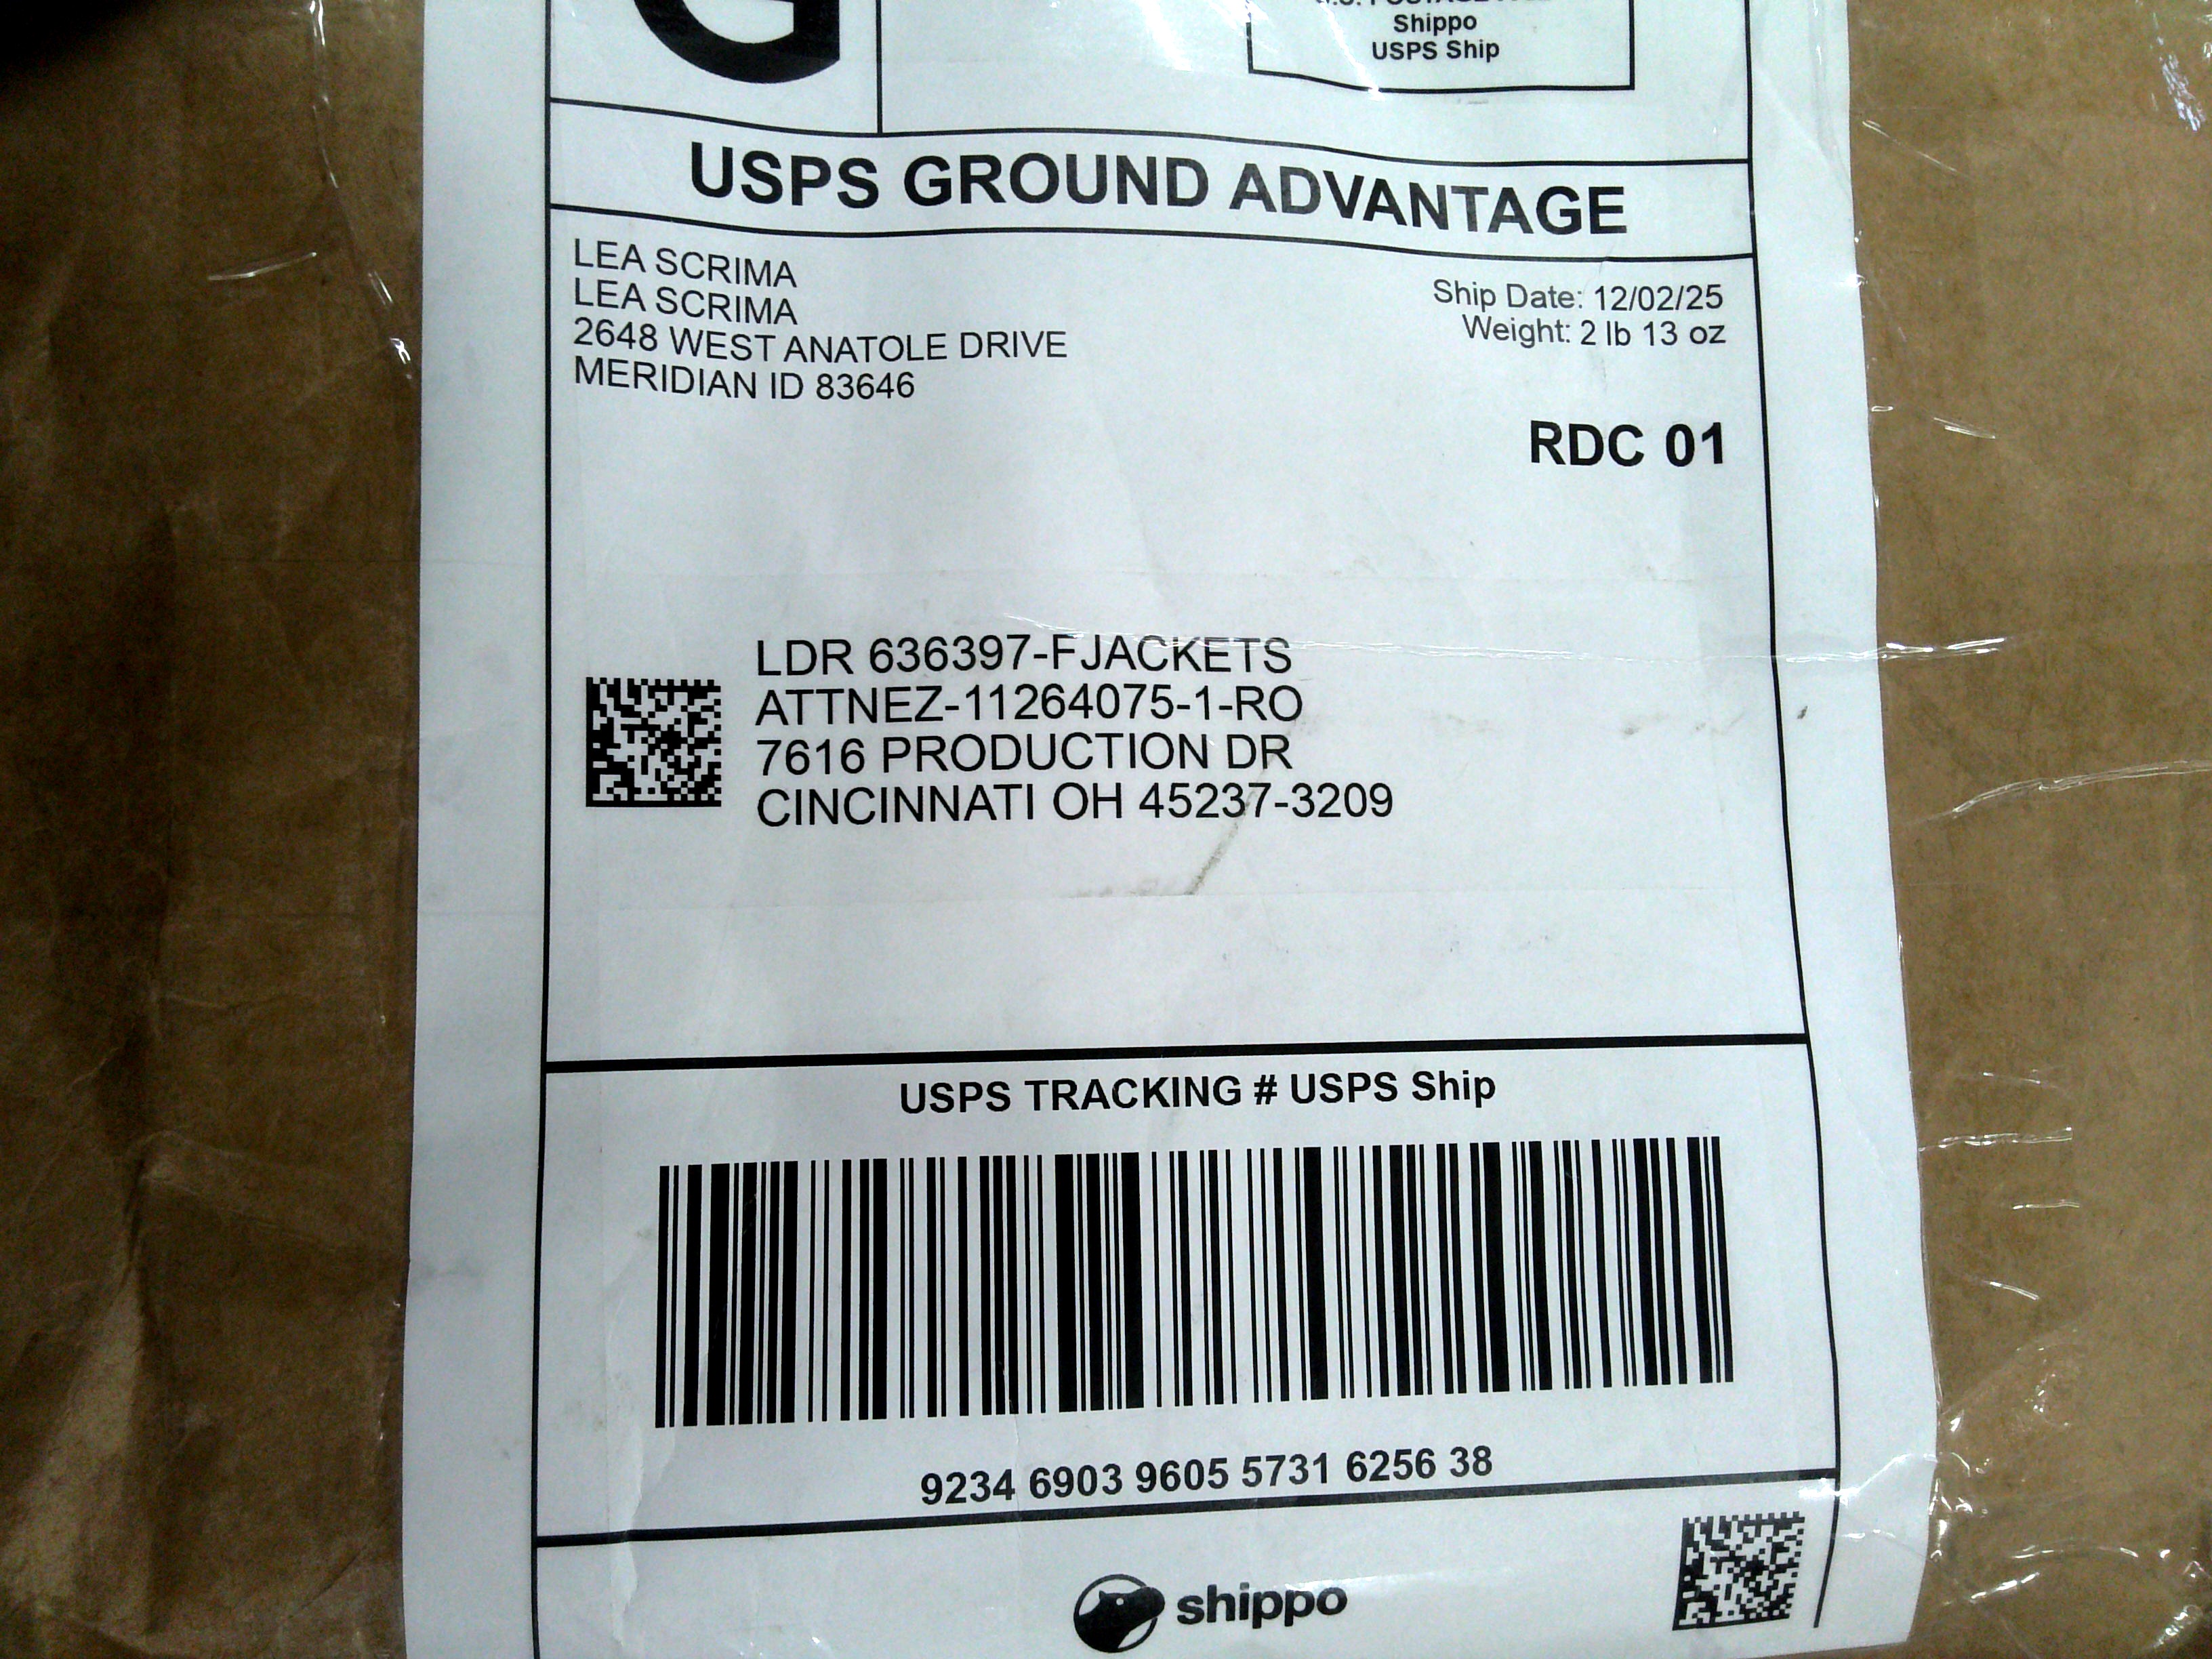 G
Shippo
USPS Ship
USPS GROUND ADVANTAGE
LEA SCRIMA
LEA SCRIMA
2648 WEST ANATOLE DRIVE
MERIDIAN ID 83646
Ship Date: 12/02/25
Weight: 2 lb 13 oz
RDC 01
LDR 636397-FJACKETS
ATTNEZ-11264075-1-RO
7616 PRODUCTION DR
CINCINNATI OH 45237-3209
USPS TRACKING # USPS Ship
9234 6903 9605 5731 6256 38
shippo